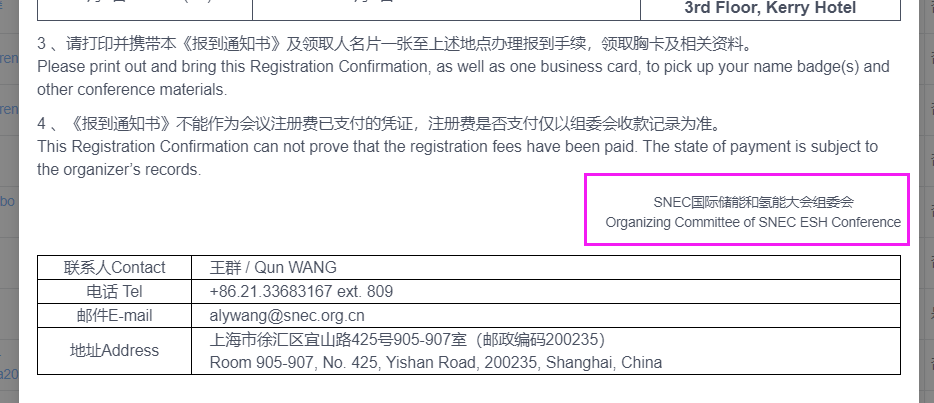 3rd Floor, Kerry Hotel
3 、请打印并携带本《报到通知书》及领取人名片一张至上述地点办理报到手续，领取胸卡及相关资料。
Please print out and bring this Registration Confirmation, as well as one business card, to pick up your name badge(s) and
other conference materials.
4 、《报到通知书》不能作为会议注册费已支付的凭证，注册费是否支付仅以组委会收款记录为准。
This Registration Confirmation can not prove that the registration fees have been paid. The state of payment is subject to
the organizer's records.
SNEC国际储能和氢能大会组委会
Organizing Committee of SNEC ESH Conference
联系人Contact 王群 / Qun WANG
电话 Tel +86.21.33683167 ext. 809
邮件E-mail alywang@snec.org.cn
地址Address 上海市徐汇区宜山路425号905-907室（邮政编码200235）
Room 905-907, No. 425, Yishan Road, 200235, Shanghai, China